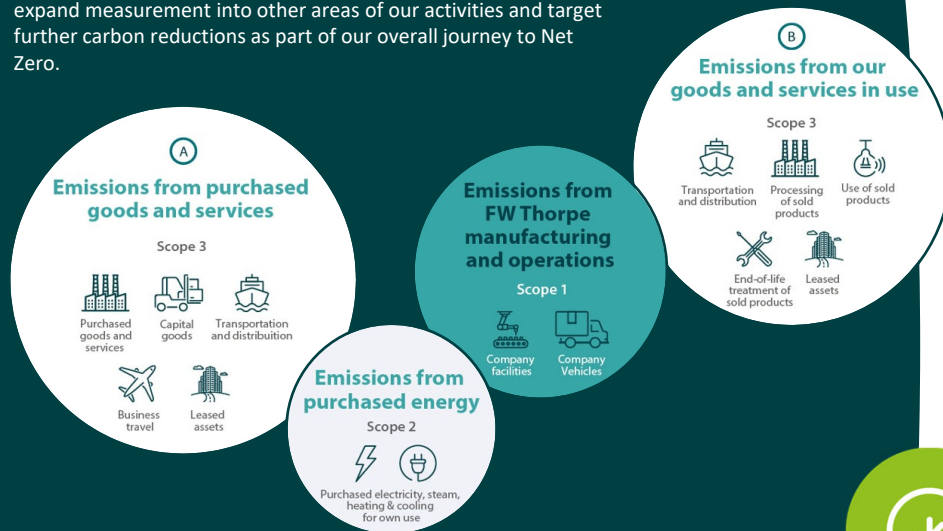 expand measurement into other areas of our activities and target
further carbon reductions as part of our overall journey to Net
Zero.
A
Emissions from purchased
goods and services
Scope 3
Purchased
goods and
services
Capital
goods
Transportation
and distribuition
Business
travel
Leased
assets
Emissions from
purchased energy
Scope 2
Purchased electricity, steam,
heating & cooling
for own use
Emissions from
FW Thorpe
manufacturing
and operations
Scope 1
Company
facilities
Company
Vehicles
B
Emissions from our
goods and services in use
Scope 3
Transportation
and distribution
Processing
of sold
products
Use of sold
products
End-of-life
treatment of
sold products
Leased
assets